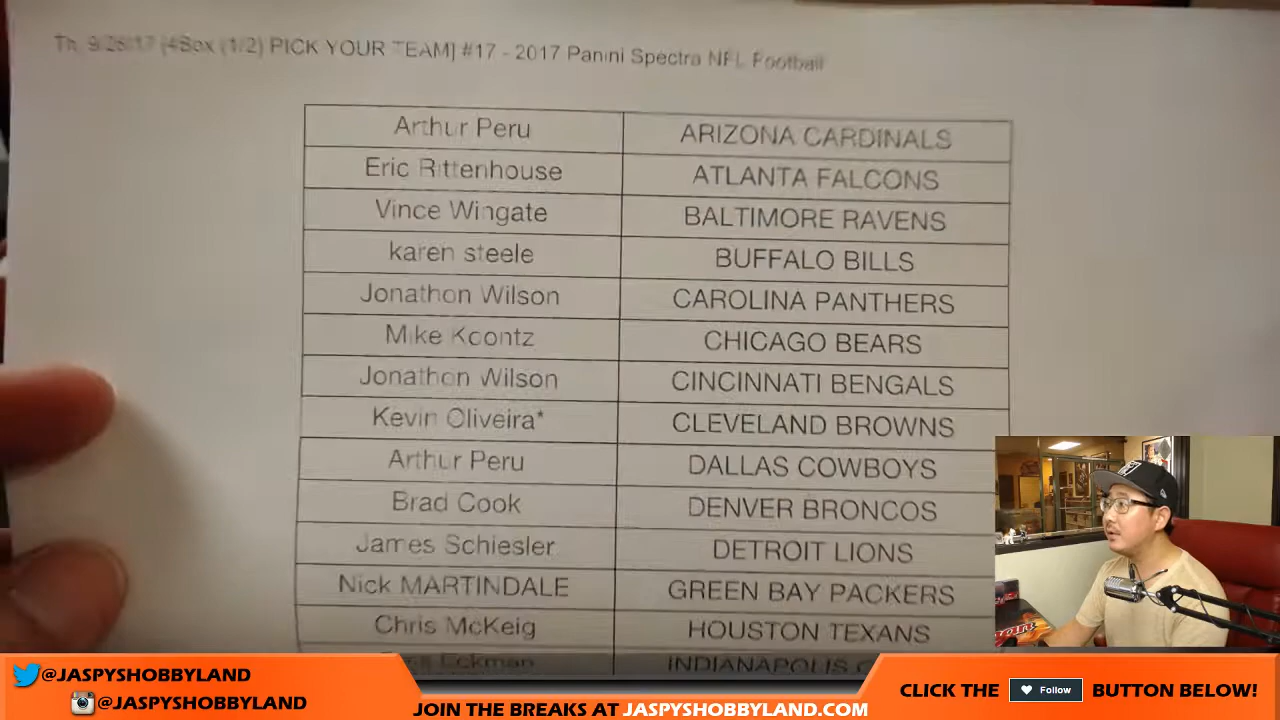 Th. 9/28/17 [4Box (1/2) PICK YOUR TEAM] #17 - 2017 Panini Spectra NFL Football
Arthur Peru ARIZONA CARDINALS
Eric Rittenhouse ATLANTA FALCONS
Vince Wingate BALTIMORE RAVENS
karen steele BUFFALO BILLS
Jonathon Wilson CAROLINA PANTHERS
Mike Koontz CHICAGO BEARS
Jonathon Wilson CINCINNATI BENGALS
Kevin Oliveira* CLEVELAND BROWNS
Arthur Peru DALLAS COWBOYS
Brad Cook DENVER BRONCOS
James Schiesler DETROIT LIONS
Nick MARTINDALE GREEN BAY PACKERS
Chris McKeig HOUSTON TEXANS
Eckman INDIANAPOLIS
@JASPYSHOBBYLAND
@JASPYSHOBBYLAND
JOIN THE BREAKS AT JASPYSHOBBYLAND.COM
CLICK THE Follow BUTTON BELOW!